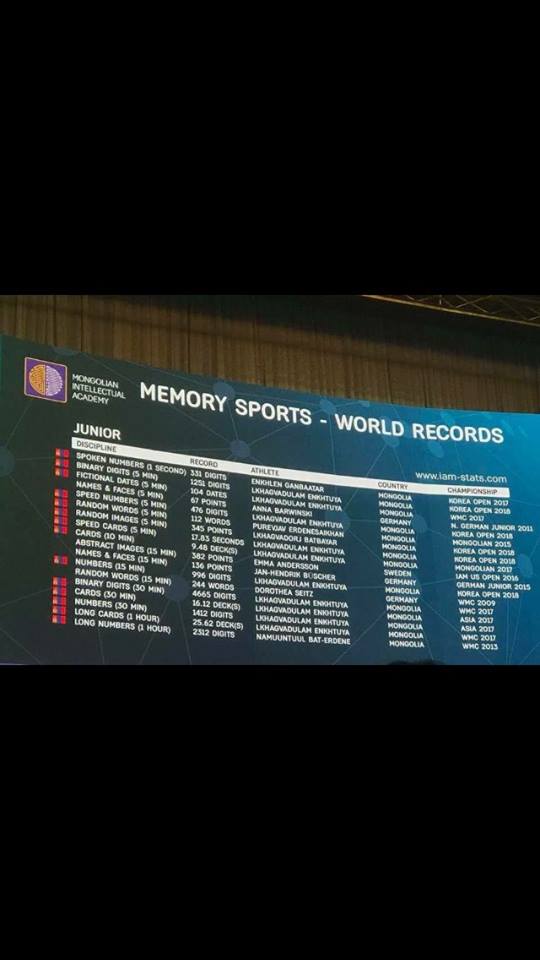 MONGOLIAN
INTELLECTUAL
ACADEMY
MEMORY SPORTS - WORLD RECORDS
JUNIOR
www.iam-stats.com
DISCIPLINE RECORD ATHLETE COUNTRY CHAMPIONSHIP
SPOKEN NUMBERS (1 SECOND) 331 DIGITS ENKHLEN GANBAATAR MONGOLIA KOREA OPEN 2017
BINARY DIGITS (5 MIN) 1251 DIGITS LKHAGVADULAM ENKHTUYA MONGOLIA KOREA OPEN 2018
FICTIONAL DATES (5 MIN) 104 DATES LKHAGVADULAM ENKHTUYA MONGOLIA WMC 2017
NAMES & FACES (5 MIN) 67 POINTS ANNA BARWINSKI GERMANY N. GERMAN JUNIOR 2011
SPEED NUMBERS (5 MIN) 476 DIGITS LKHAGVADULAM ENKHTUYA MONGOLIA KOREA OPEN 2018
RANDOM WORDS (5 MIN) 112 WORDS PUREVJAV ERDENESAIKHAN MONGOLIA MONGOLIAN 2015
RANDOM IMAGES (5 MIN) 345 POINTS LKHAGVADORJ BATBAYAR MONGOLIA KOREA OPEN 2018
SPEED CARDS (5 MIN) 17.83 SECONDS LKHAGVADULAM ENKHTUYA MONGOLIA KOREA OPEN 2018
CARDS (10 MIN) 9.48 DECK(S) LKHAGVADULAM ENKHTUYA MONGOLIA MONGOLIAN 2017
ABSTRACT IMAGES (15 MIN) 382 POINTS EMMA ANDERSSON SWEDEN IAM US OPEN 2016
NAMES & FACES (15 MIN) 136 POINTS JAN-HENDRIK BÜSCHER GERMANY GERMAN JUNIOR 2015
NUMBERS (15 MIN) 996 DIGITS LKHAGVADULAM ENKHTUYA MONGOLIA KOREA OPEN 2018
RANDOM WORDS (15 MIN) 244 WORDS DOROTHEA SEITZ GERMANY WMC 2009
BINARY DIGITS (30 MIN) 4665 DIGITS LKHAGVADULAM ENKHTUYA MONGOLIA ASIA 2017
CARDS (30 MIN) 16.12 DECK(S) LKHAGVADULAM ENKHTUYA MONGOLIA ASIA 2017
NUMBERS (30 MIN) 1412 DIGITS LKHAGVADULAM ENKHTUYA MONGOLIA WMC 2017
LONG CARDS (1 HOUR) 25.62 DECK(S) LKHAGVADULAM ENKHTUYA MONGOLIA WMC 2017
LONG NUMBERS (1 HOUR) 2312 DIGITS NAMUUNTUUL BAT-ERDENE MONGOLIA WMC 2013